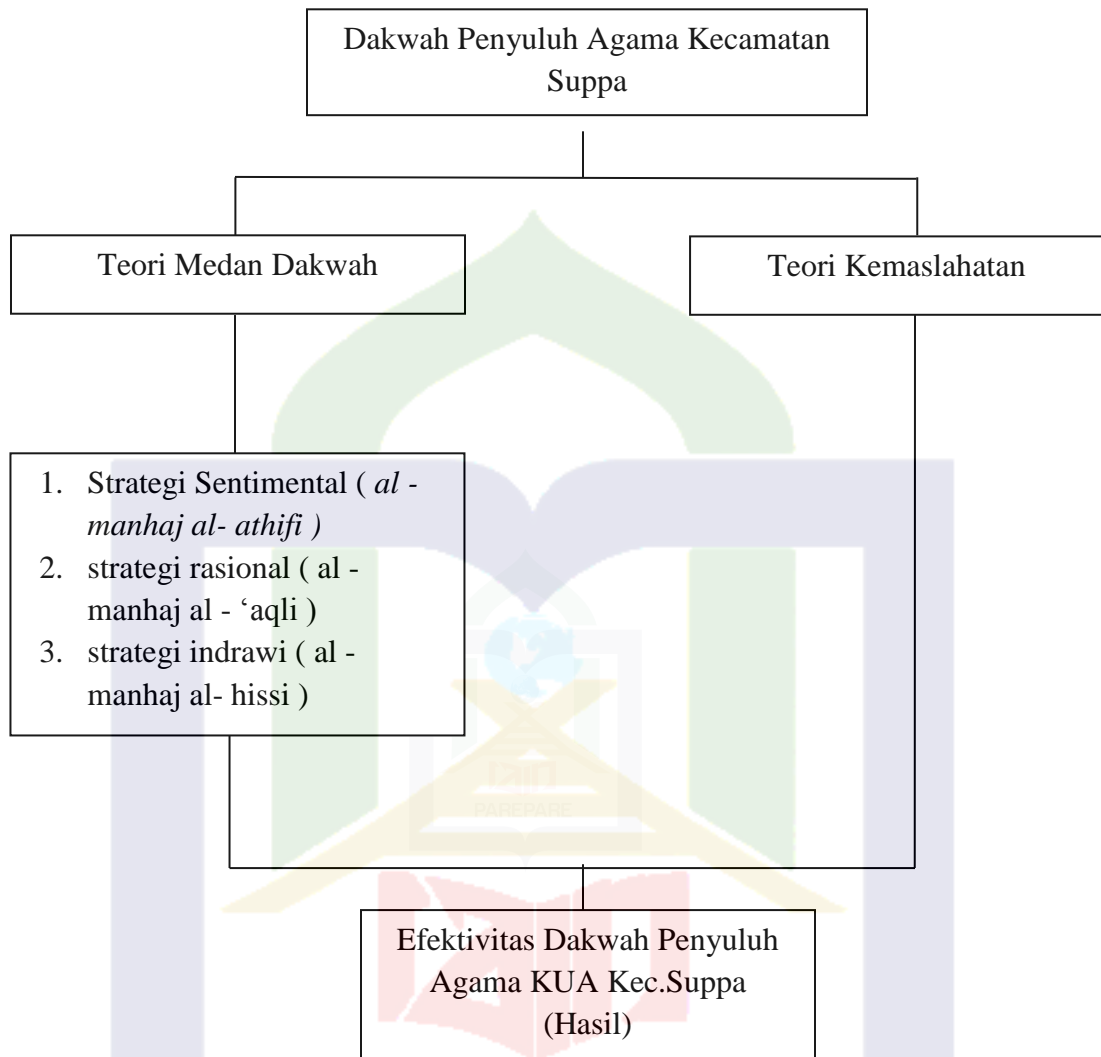 Dakwah Penyuluh Agama Kecamatan
Suppa
Teori Medan Dakwah
Teori Kemaslahatan
1. Strategi Sentimental ( al -
manhaj al- athifi )
2. strategi rasional ( al -
manhaj al - ‘aqli )
3. strategi indrawi ( al -
manhaj al- hissi )
PAREPARE
Efektivitas Dakwah Penyuluh
Agama KUA Kec.Suppa
(Hasil)